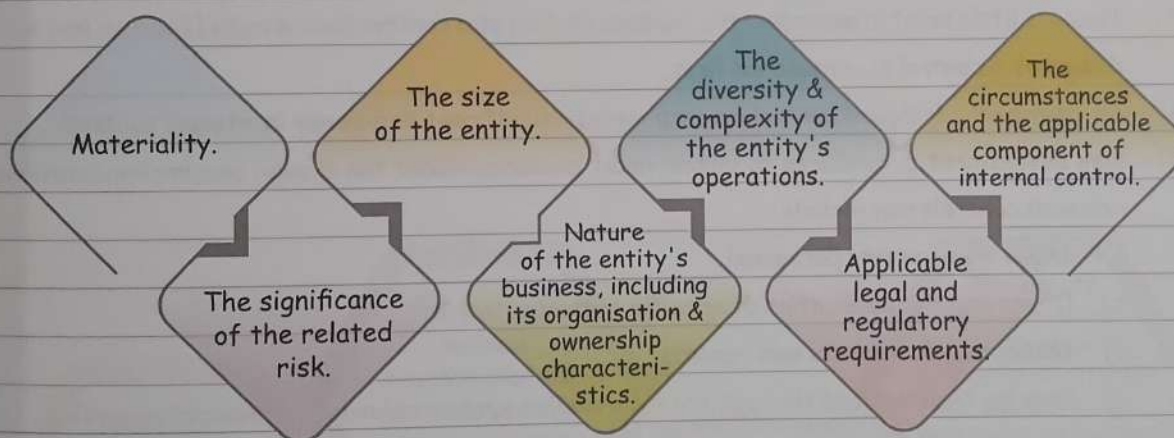 Materiality.
The significance
of the related
risk.
The size
of the entity.
Nature
of the entity's
business, including
its organisation &
ownership
characteri-
stics.
The
diversity &
complexity of
the entity's
operations.
Applicable
legal and
regulatory
requirements.
The
circumstances
and the applicable
component of
internal control.